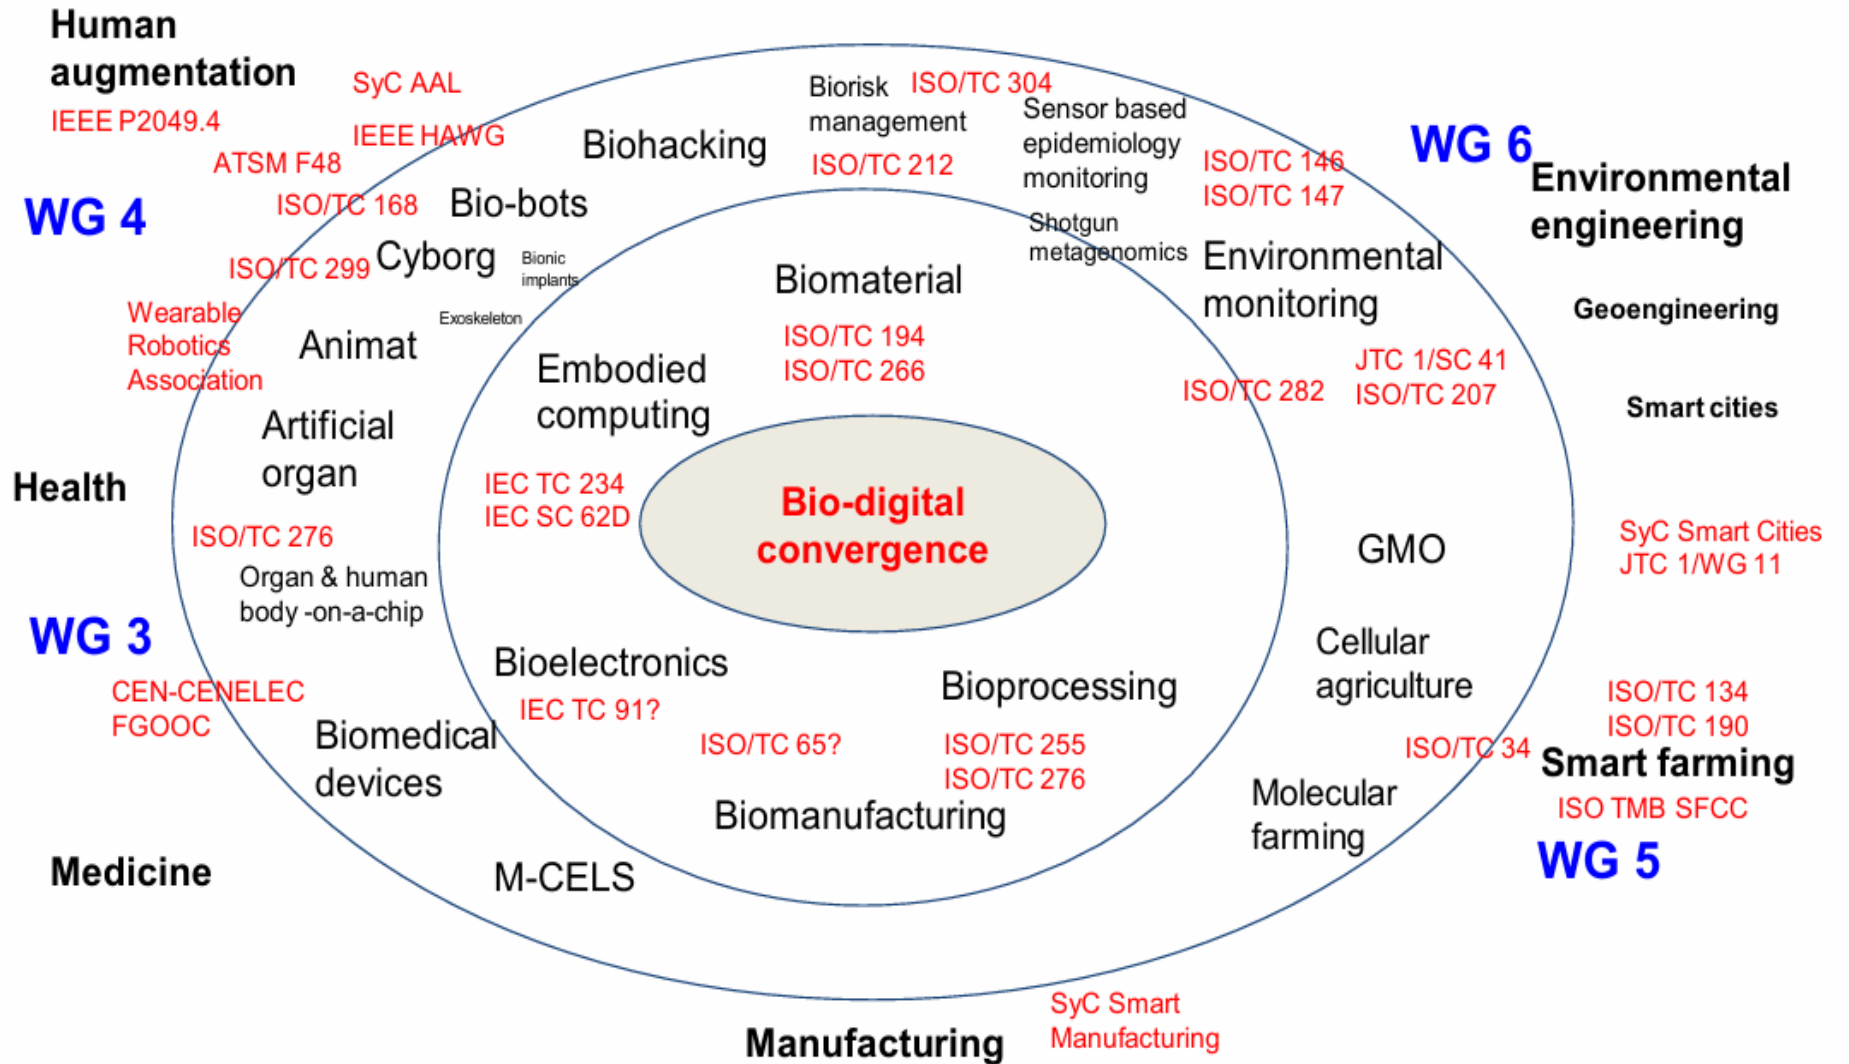 Human
augmentation
IEEE P2049.4
SyC AAL
IEEE HAWG
ATSM F48
ISO/TC 168
WG 4
ISO/TC 299
Wearable
Robotics
Association
Biohacking
Bio-bots
Cyborg
Bionic
implants
Exoskeleton
Animat
Artificial
organ
Biorisk
management
ISO/TC 304
ISO/TC 212
Sensor based
epidemiology
monitoring
Shotgun
metagenomics
ISO/TC 146
ISO/TC 147
WG 6
Environmental
engineering
Environmental
monitoring
Geoengineering
JTC 1/SC 41
ISO/TC 207
ISO/TC 282
Smart cities
Biomaterial
ISO/TC 194
ISO/TC 266
Embodied
computing
IEC TC 234
IEC SC 62D
Bio-digital
convergence
Health
ISO/TC 276
Organ & human
body -on-a-chip
WG 3
CEN-CENELEC
FGOOC
Biomedical
devices
Medicine
M-CELS
Bioelectronics
IEC TC 91?
ISO/TC 65?
Bioprocessing
ISO/TC 255
ISO/TC 276
Biomanufacturing
GMO
SyC Smart Cities
JTC 1/WG 11
Cellular
agriculture
ISO/TC 34
Molecular
farming
ISO/TC 134
ISO/TC 190
Smart farming
ISO TMB SFCC
WG 5
Manufacturing
SyC Smart
Manufacturing